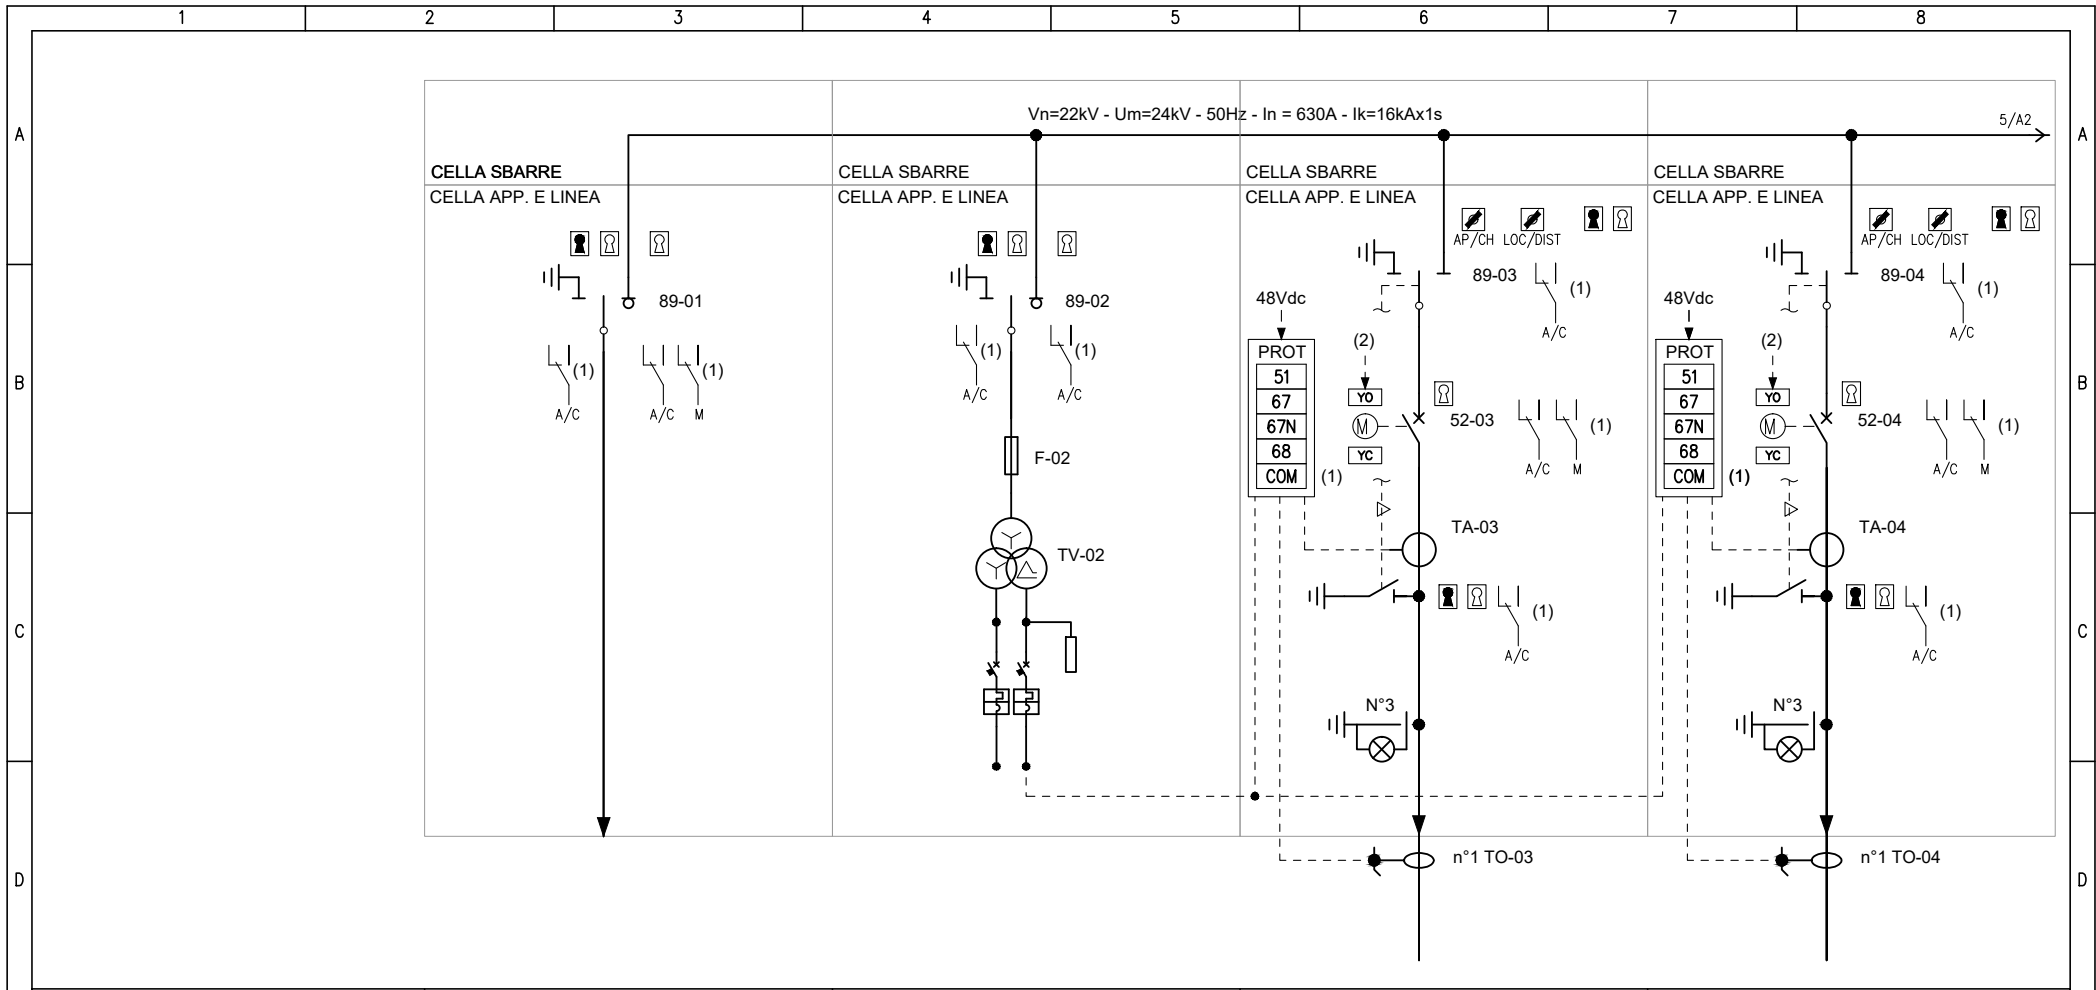 1 2 3 4 5 6 7 8
Vn=22kV - Um=24kV - 50Hz - In = 630A - Ik=16kAx1s
5/A2
A A
CELLA SBARRE CELLA SBARRE CELLA SBARRE CELLA SBARRE
CELLA APP. E LINEA CELLA APP. E LINEA CELLA APP. E LINEA CELLA APP. E LINEA
AP/CH LOC/DIST AP/CH LOC/DIST
89-01 89-02 89-03 (1) 89-04 (1)
48Vdc 48Vdc
A/C A/C
(1) (1) (1) (1) (2) (2)
PROT PROT
51 51
B B
A/C A/C M A/C A/C
67 YO 67 YO
67N M 52-03 (1) 67N M 52-04 (1)
68 YC 68 YC
F-02
A/C M A/C M
COM (1) COM (1)
TA-03 TA-04
TV-02
(1) (1)
C C
A/C A/C
N°3 N°3
n°1 TO-03 n°1 TO-04
D D